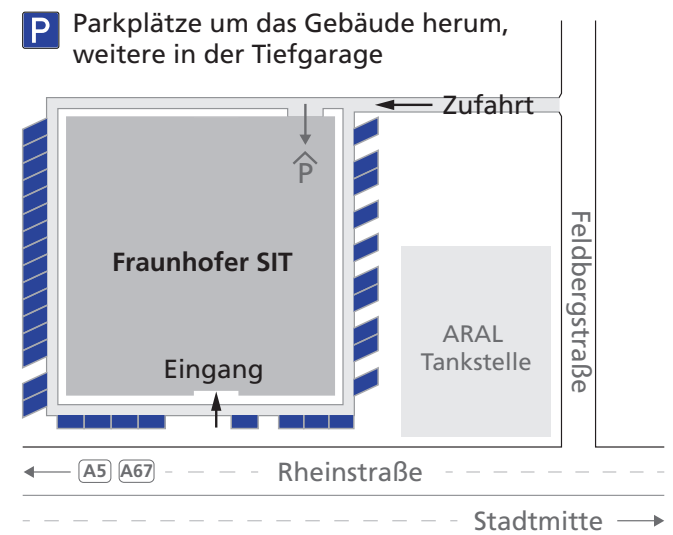 P Parkplätze um das Gebäude herum,
weitere in der Tiefgarage
Zufahrt
P
Fraunhofer SIT
Feldbergstraße
ARAL
Tankstelle
Eingang
A5 A67 Rheinstraße
Stadtmitte